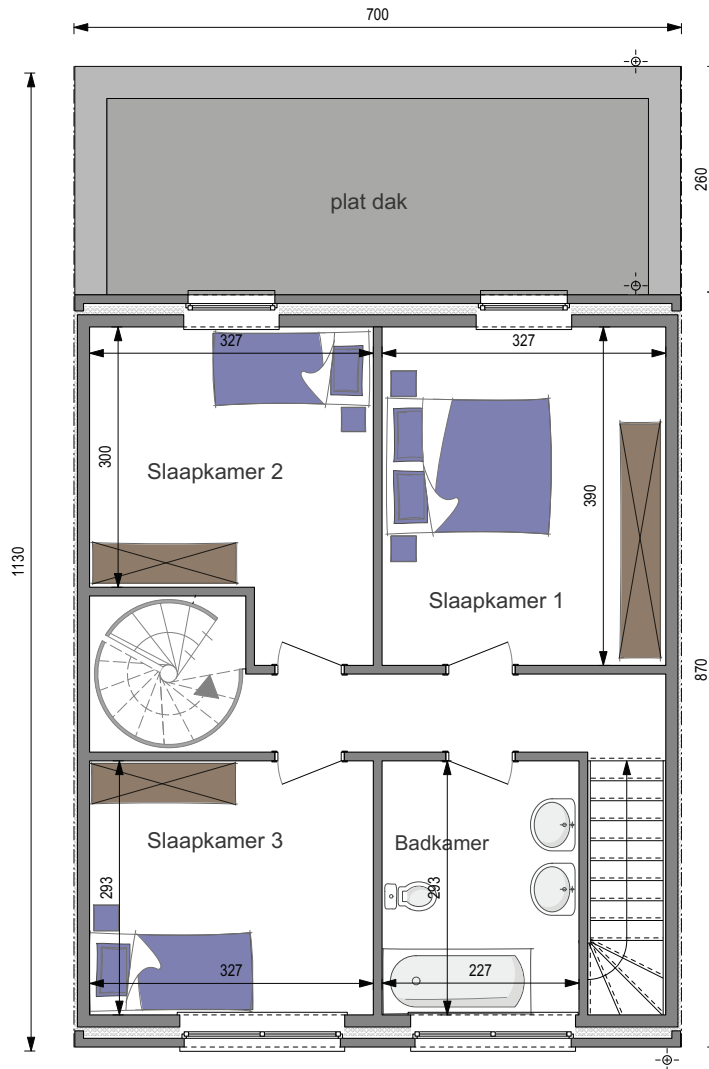 700
260
plat dak
327
327
300
Slaapkamer 2
390
1130
Slaapkamer 1
870
Slaapkamer 3
Badkamer
293
293
327
227